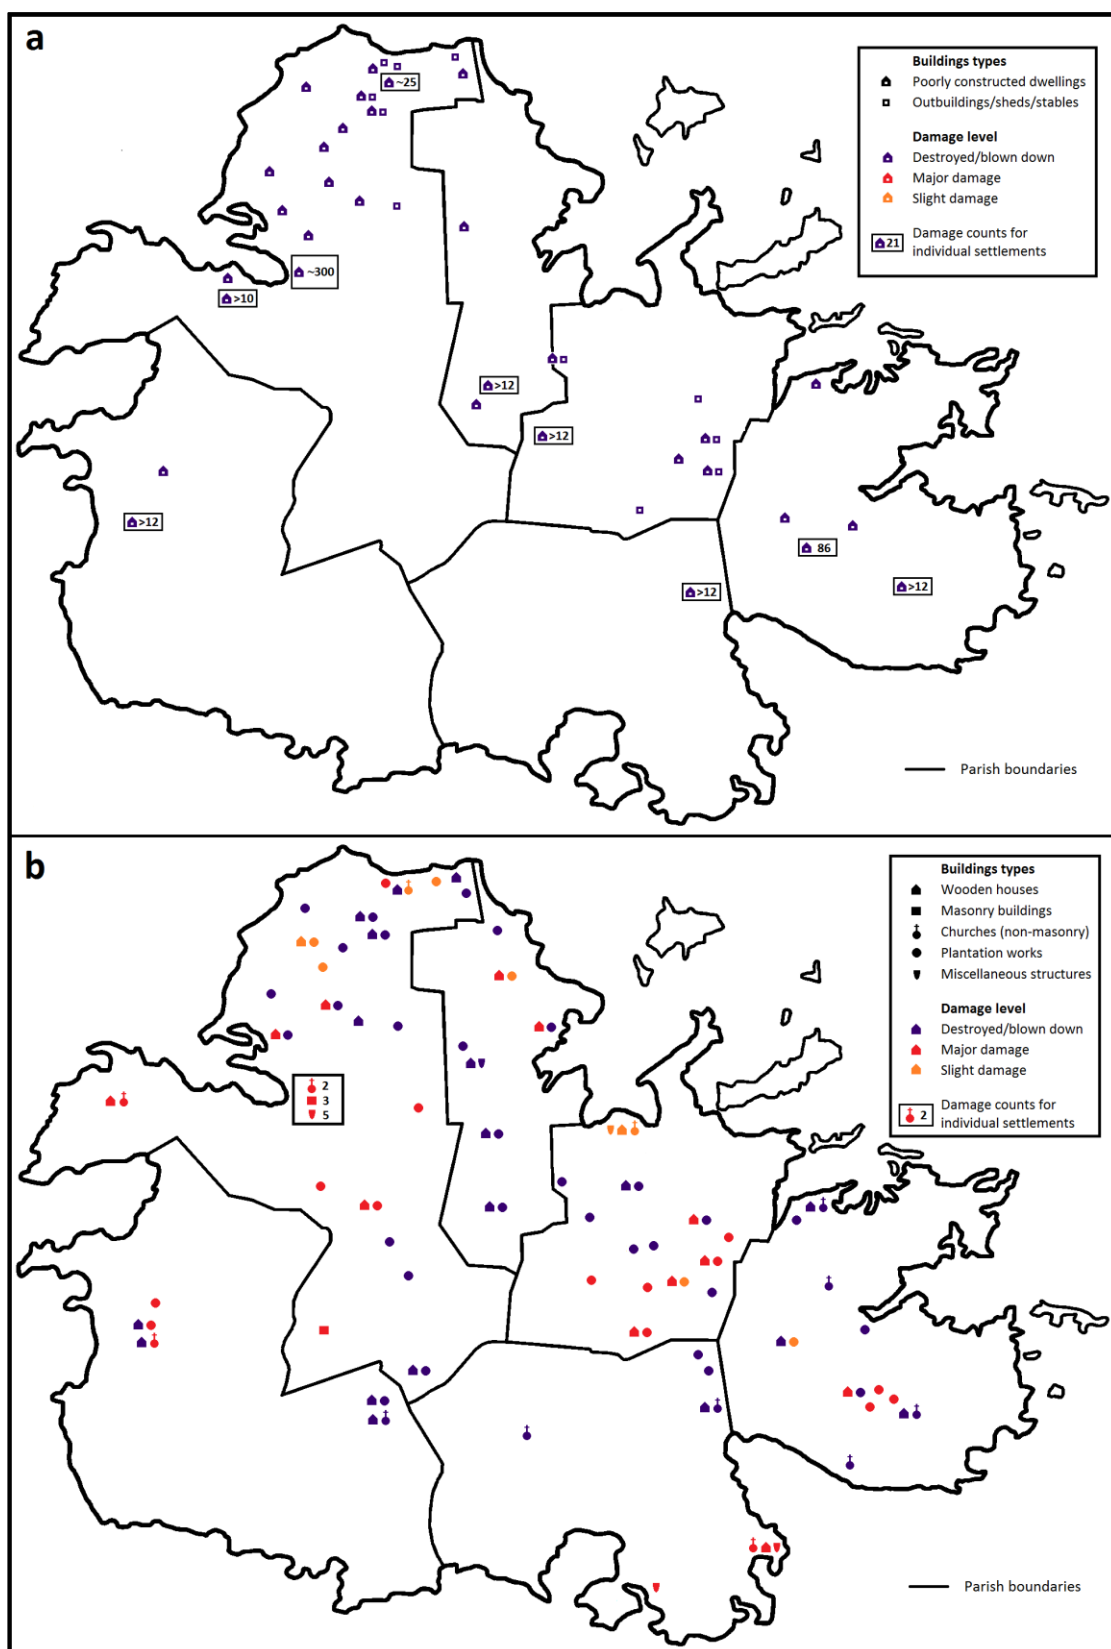 a
Buildings types
Poorly constructed dwellings
Outbuildings/sheds/stables
Damage level
Destroyed/blown down
Major damage
Slight damage
21
Damage counts for
individual settlements
~25
~300
>10
>12
>12
>12
86
>12
>12
Parish boundaries
b
Buildings types
Wooden houses
Masonry buildings
Churches (non-masonry)
Plantation works
Miscellaneous structures
Damage level
Destroyed/blown down
Major damage
Slight damage
2
Damage counts for
individual settlements
2
3
5
Parish boundaries